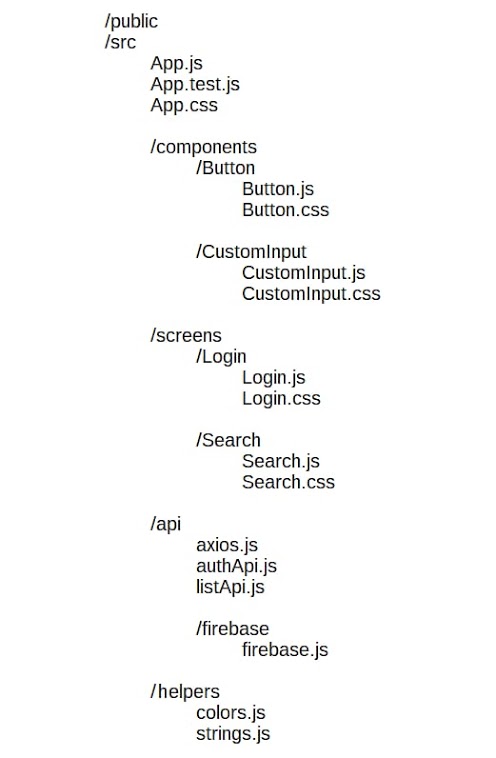 /public
/src
App.js
App.test.js
App.css
/components
/Button
Button.js
Button.css
/CustomInput
CustomInput.js
CustomInput.css
/screens
/Login
Login.js
Login.css
/Search
Search.js
Search.css
/api
axios.js
authApi.js
listApi.js
/firebase
firebase.js
/helpers
colors.js
strings.js